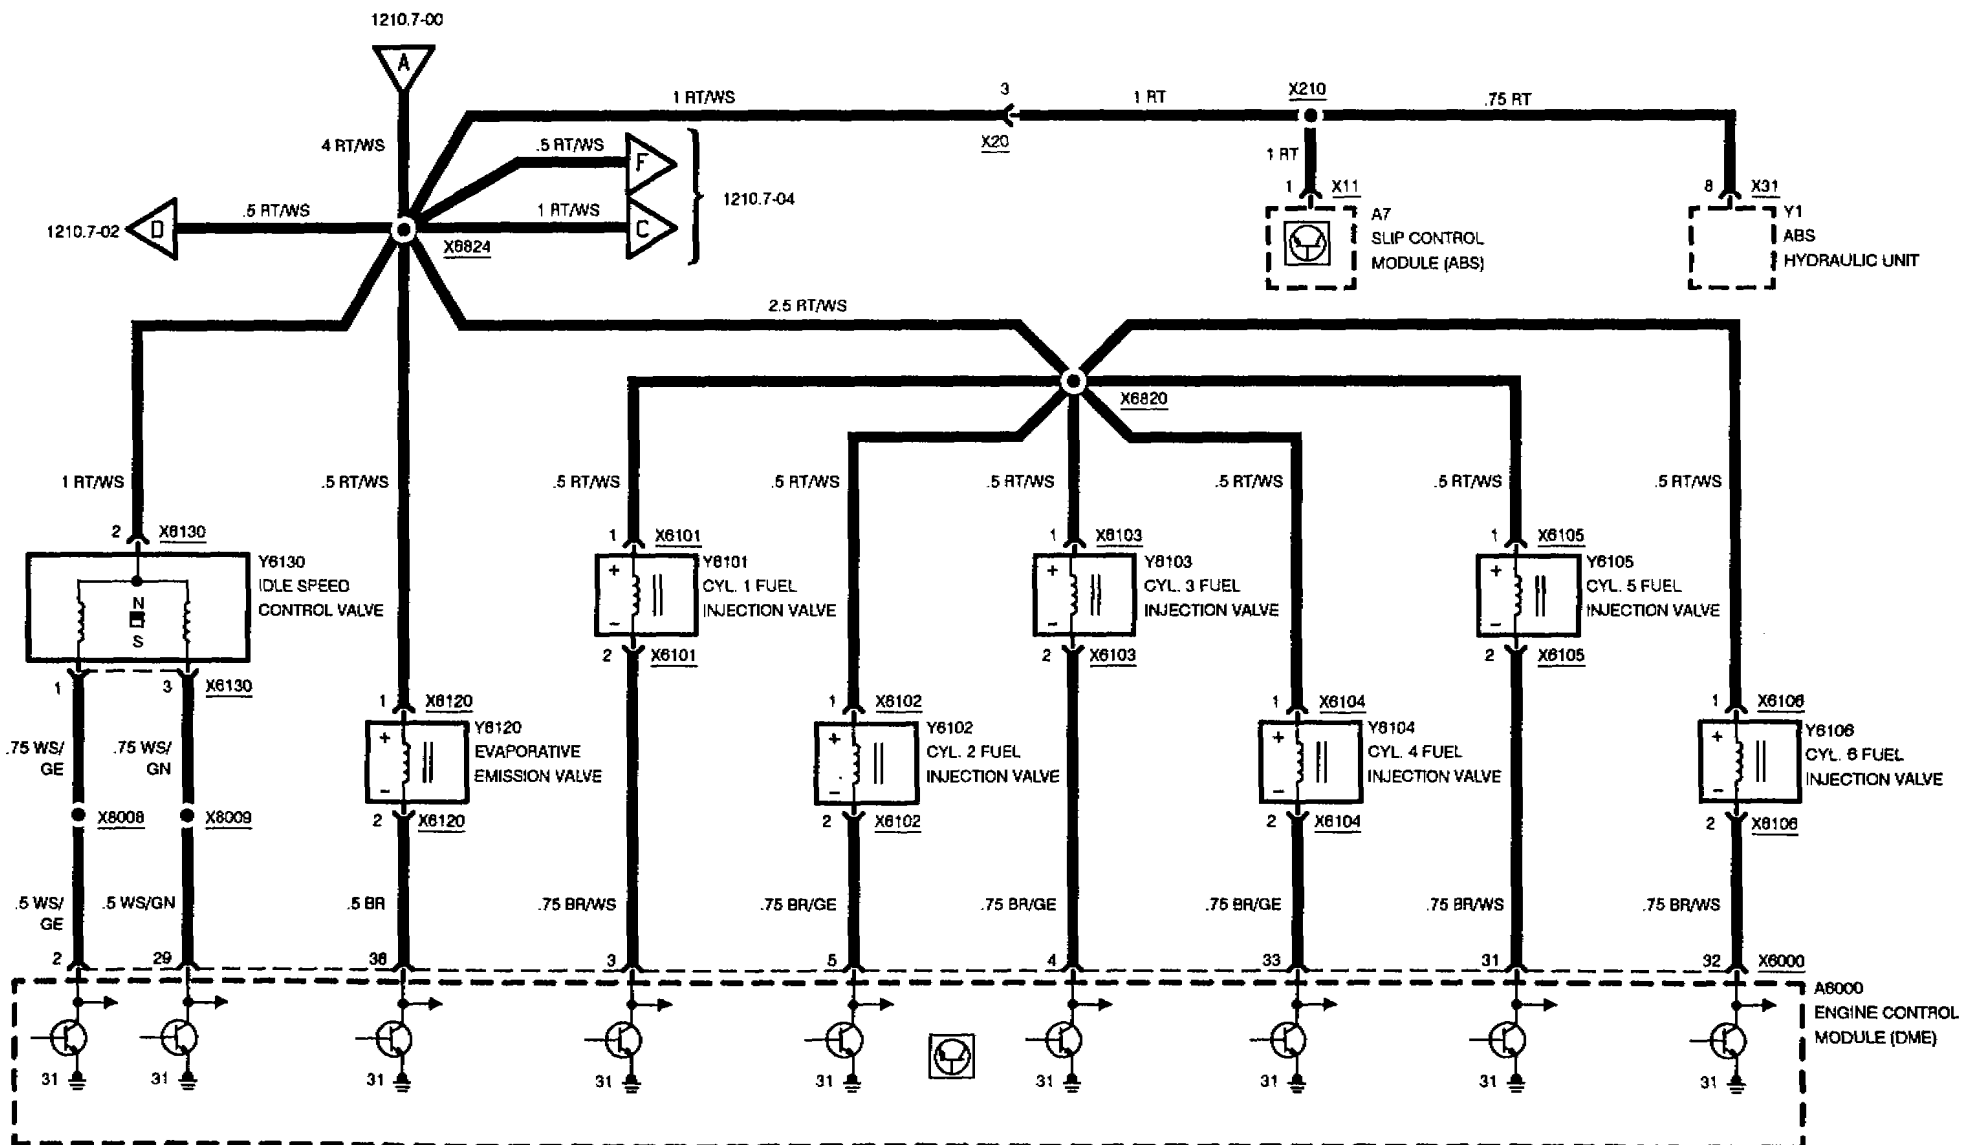 1210.7-00
A
1 RT/WS
3
1 RT
X210
.75 RT
4 RT/WS
.5 RT/WS
F
X20
1 RT
1210.7-04
1
X11
8
X31
1210.7-02
D
.5 RT/WS
1 RT/WS
C
X6824
A7
SLIP CONTROL
MODULE (ABS)
Y1
ABS
HYDRAULIC UNIT
2.5 RT/WS
X6820
1 RT/WS
.5 RT/WS
.5 RT/WS
.5 RT/WS
.5 RT/WS
.5 RT/WS
.5 RT/WS
.5 RT/WS
2
X6130
1
X6101
1
X6103
1
X6105
Y6130
IDLE SPEED
CONTROL VALVE
N
S
+
-
Y6101
CYL. 1 FUEL
INJECTION VALVE
+
-
Y6103
CYL. 3 FUEL
INJECTION VALVE
+
-
Y6105
CYL. 5 FUEL
INJECTION VALVE
1
3
X6130
2
X6101
2
X6103
2
X6105
1
X6120
1
X6102
1
X6104
1
X6106
.75 WS/
GE
.75 WS/
GN
+
-
Y6120
EVAPORATIVE
EMISSION VALVE
+
-
Y6102
CYL. 2 FUEL
INJECTION VALVE
+
-
Y6104
CYL. 4 FUEL
INJECTION VALVE
+
-
Y6106
CYL. 6 FUEL
INJECTION VALVE
X8008
X8009
2
X6120
2
X6102
2
X6104
2
X6106
.5 WS/
GE
.5 WS/GN
.5 BR
.75 BR/WS
.75 BR/GE
.75 BR/GE
.75 BR/GE
.75 BR/WS
.75 BR/WS
2
29
36
3
5
4
33
31
32
X6000
A6000
ENGINE CONTROL
MODULE (DME)
31
31
31
31
31
31
31
31
31